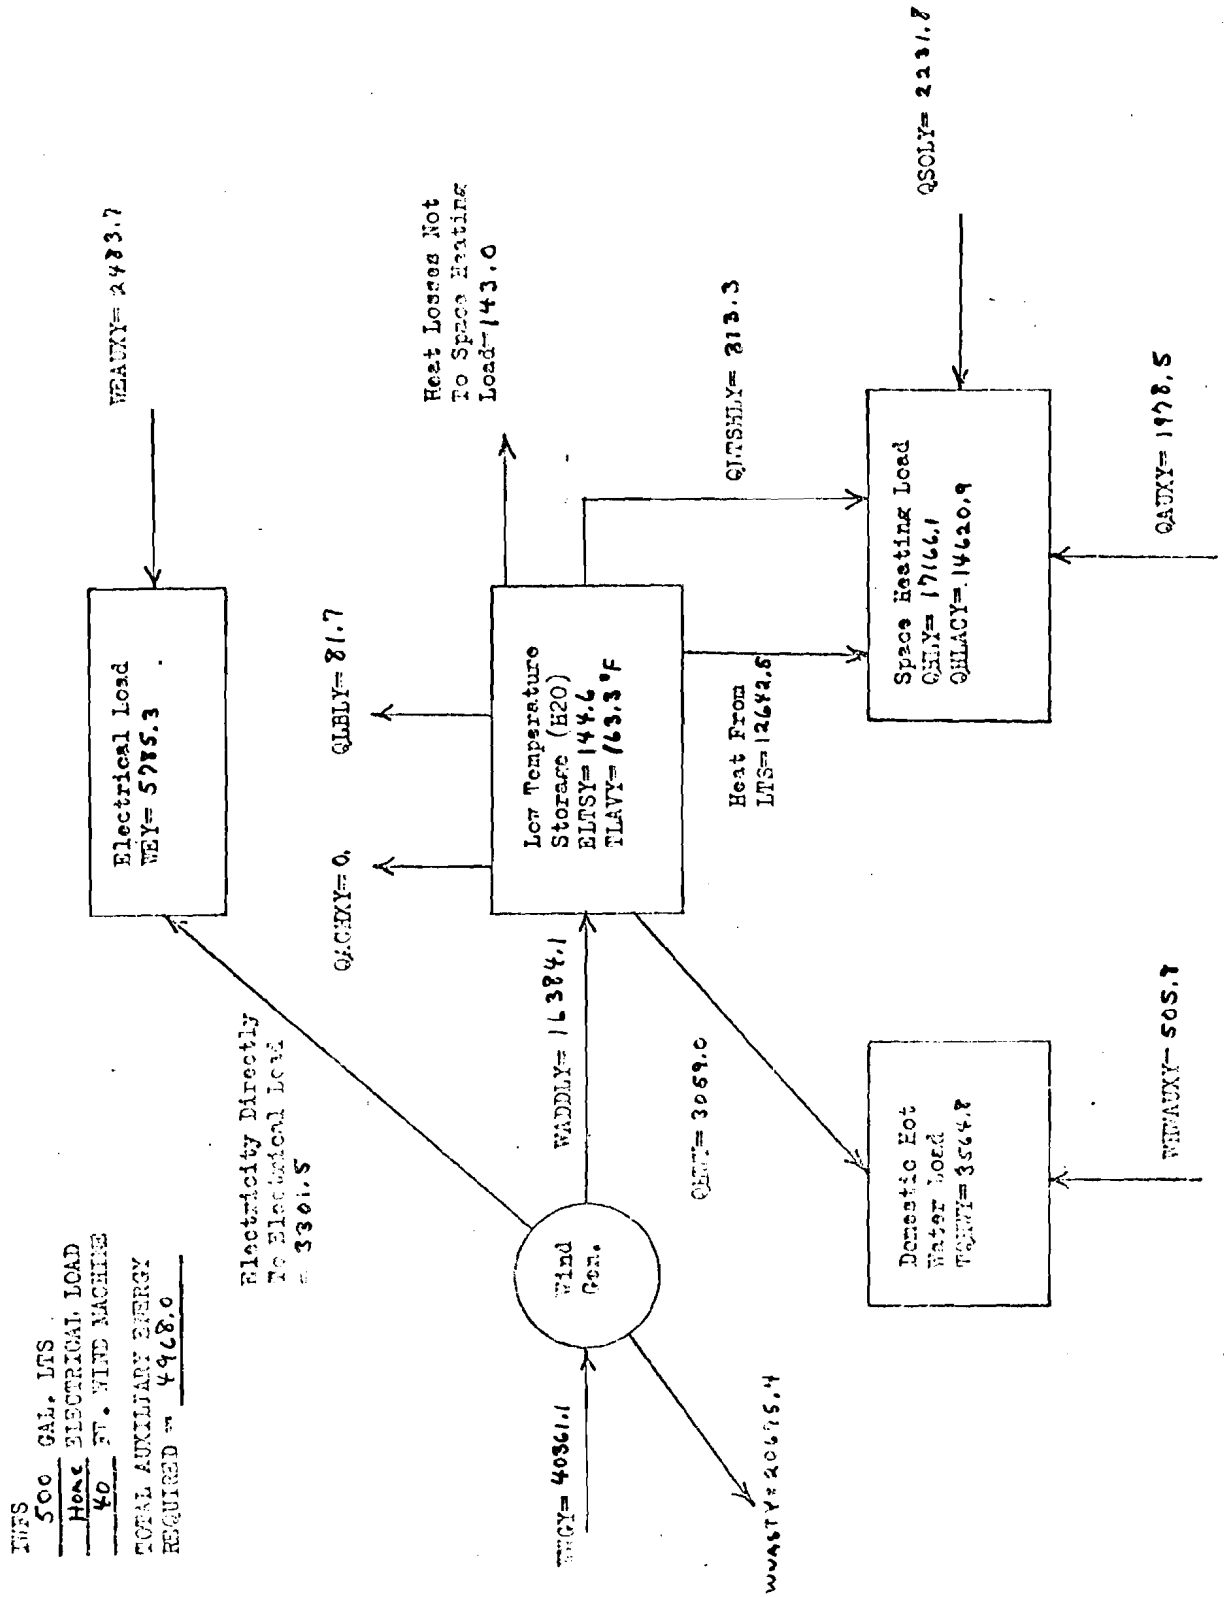 500 GAL. LTS
Home ELECTRICAL LOAD
40 FT. WIND MACHINE
TOTAL AUXILIARY ENERGY
REQUIRED = 4968.0
Electrical Load
WEY= 5785.3
WEAUXY= 2483.7
Electricity Directly
To Electrical Load
= 3301.5
QACHXY= 0.
QLBLY= 81.7
Heat Losses Not
To Space Heating
Load= 143.0
WWGY= 40361.1
Wind
Gen.
WADDLY= 16384.1
Low Temperature
Storage (H2O)
ELTSY= 144.6
TLAVY= 163.3°F
WWASTY= 20675.4
QHWY= 3059.0
Heat From
LTS= 12642.5
QLTSHLY= 313.3
QSOLY= 2231.8
Domestic Hot
Water Load
TQHWY= 3564.8
Space Heating Load
QHLY= 17166.1
QHLACY= 14620.9
WHWAUXY= 505.8
QAUXY= 1978.5